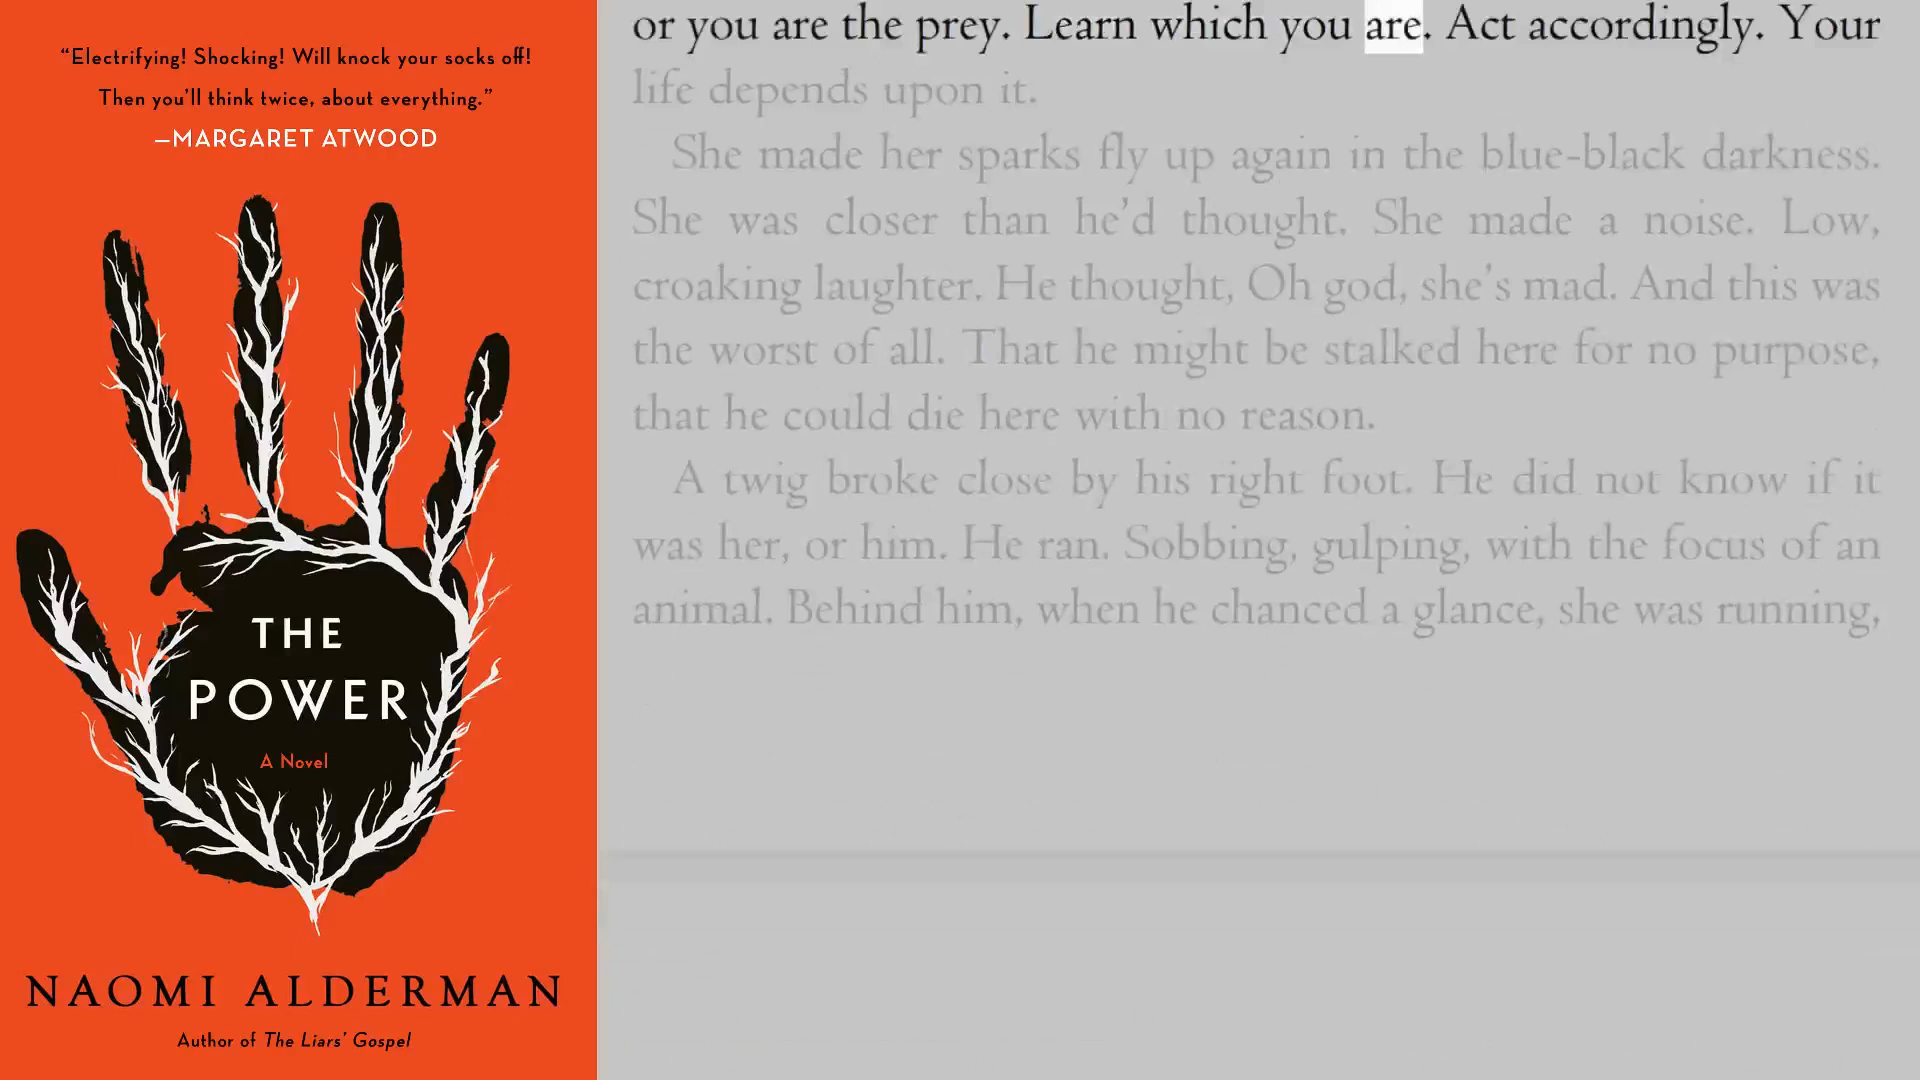 “Electrifying! Shocking! Will knock your socks off!
Then you’ll think twice, about everything.”
—MARGARET ATWOOD
THE
POWER
A Novel
NAOMI ALDERMAN
Author of The Liars’ Gospel
or you are the prey. Learn which you are. Act accordingly. Your
life depends upon it.
She made her sparks fly up again in the blue-black darkness.
She was closer than he’d thought. She made a noise. Low,
croaking laughter. He thought, Oh god, she’s mad. And this was
the worst of all. That he might be stalked here for no purpose,
that he could die here with no reason.
A twig broke close by his right foot. He did not know if it
was her, or him. He ran. Sobbing, gulping, with the focus of an
animal. Behind him, when he chanced a glance, she was running,